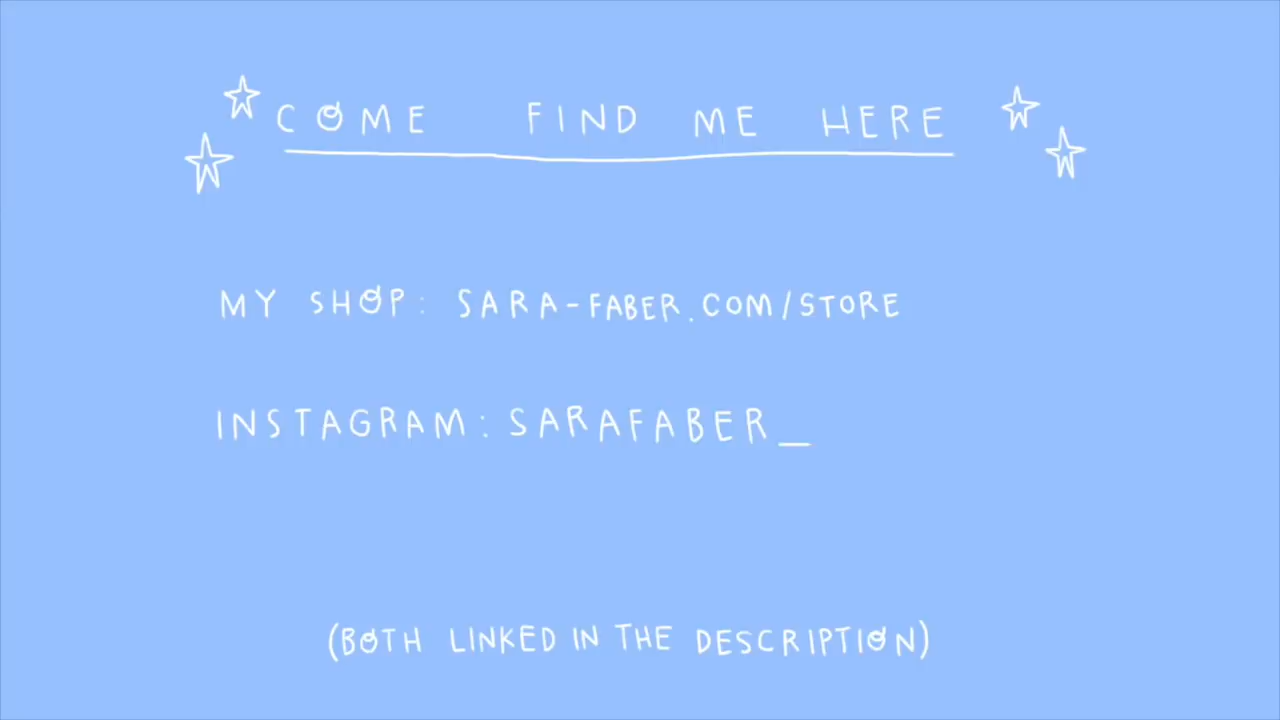 COME FIND ME HERE
MY SHOP: SARA-FABER.COM/STORE
INSTAGRAM: SARAFABER_
(BOTH LINKED IN THE DESCRIPTION)